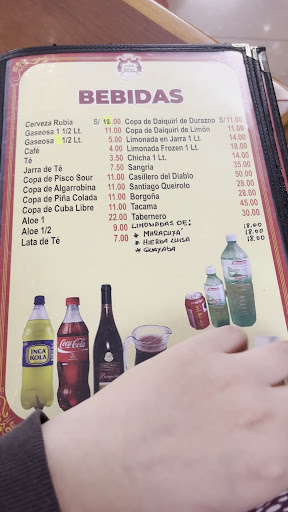 BEBIDAS
Cerveza Rubia S/ 18.00
Gaseosa 1 1/2 Lt. 11.00
Gaseosa 1/2 Lt. 5.00
Café 4.00
Té 3.50
Jarra de Té 7.50
Copa de Pisco Sour 11.00
Copa de Algarrobina 11.00
Copa de Piña Colada 11.00
Copa de Cuba Libre 11.00
Aloe 1 22.00
Aloe 1/2 9.00
Lata de Té 7.00
Copa de Daiquiri de Durazno S/ 11.00
Copa de Daiquiri de Limón 11.00
Limonada en Jarra 1 Lt. 14.00
Limonada Frozen 1 Lt. 18.00
Chicha 1 Lt. 14.00
Sangría 35.00
Casillero del Diablo 50.00
Santiago Queirolo 28.00
Borgoña 28.00
Tacama 45.00
Tabernero 30.00
LIMONADAS DE:
* MARACUYA' 18.00
* HIERBA LUISA 18.00
* GUAYABA 18.00
INCA KOLA
Coca-Cola